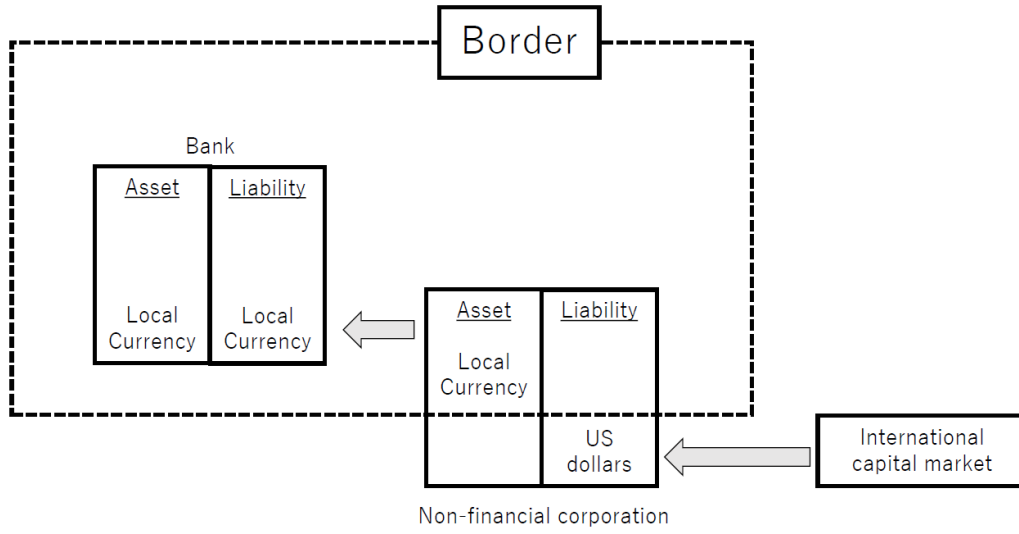 Border
Bank
Asset
Liability
Local
Currency
Local
Currency
Asset
Liability
Local
Currency
US
dollars
International
capital market
Non-financial corporation